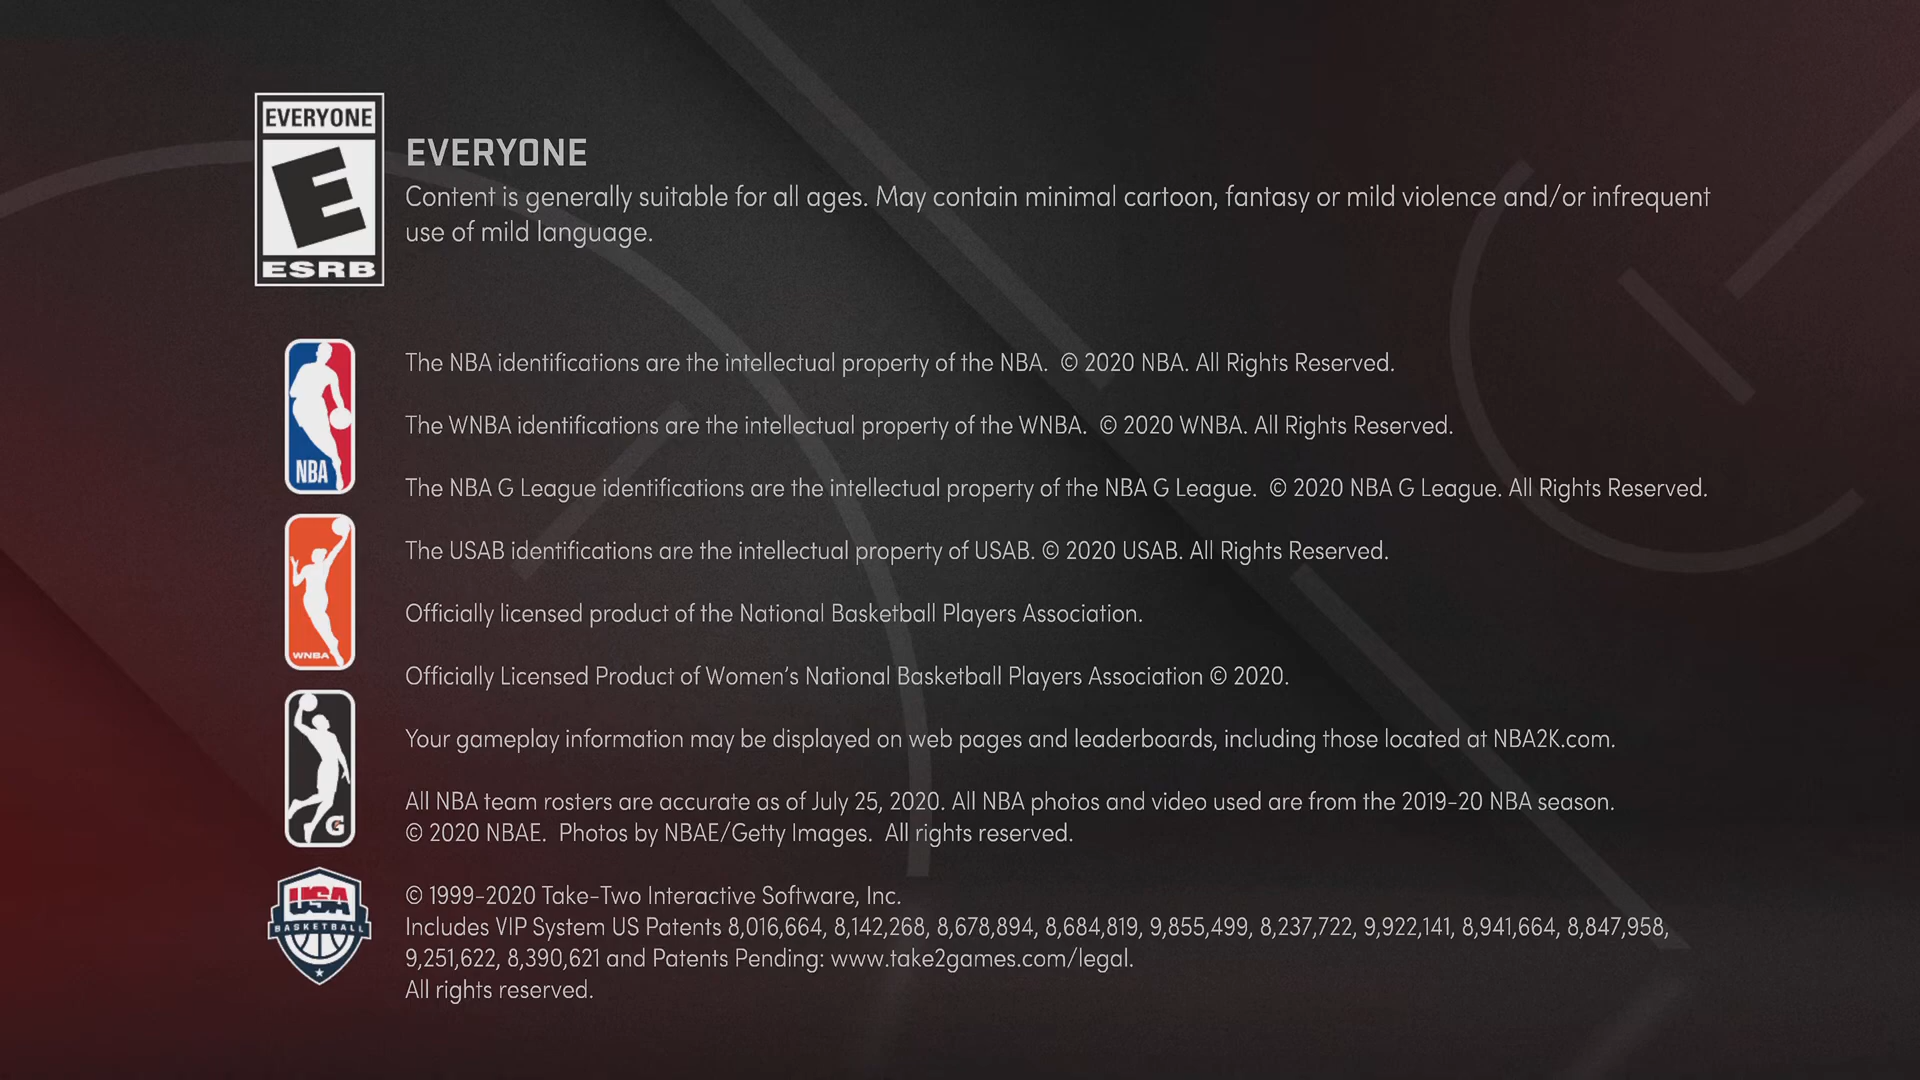 EVERYONE
E
ESRB
EVERYONE
Content is generally suitable for all ages. May contain minimal cartoon, fantasy or mild violence and/or infrequent
use of mild language.
NBA
The NBA identifications are the intellectual property of the NBA.  © 2020 NBA. All Rights Reserved.
The WNBA identifications are the intellectual property of the WNBA.  © 2020 WNBA. All Rights Reserved.
The NBA G League identifications are the intellectual property of the NBA G League.  © 2020 NBA G League. All Rights Reserved.
WNBA
The USAB identifications are the intellectual property of USAB. © 2020 USAB. All Rights Reserved.
Officially licensed product of the National Basketball Players Association.
Officially Licensed Product of Women's National Basketball Players Association © 2020.
G
Your gameplay information may be displayed on web pages and leaderboards, including those located at NBA2K.com.
All NBA team rosters are accurate as of July 25, 2020. All NBA photos and video used are from the 2019-20 NBA season.
© 2020 NBAE.  Photos by NBAE/Getty Images.  All rights reserved.
USA
BASKETBALL
© 1999-2020 Take-Two Interactive Software, Inc.
Includes VIP System US Patents 8,016,664, 8,142,268, 8,678,894, 8,684,819, 9,855,499, 8,237,722, 9,922,141, 8,941,664, 8,847,958,
9,251,622, 8,390,621 and Patents Pending: www.take2games.com/legal.
All rights reserved.